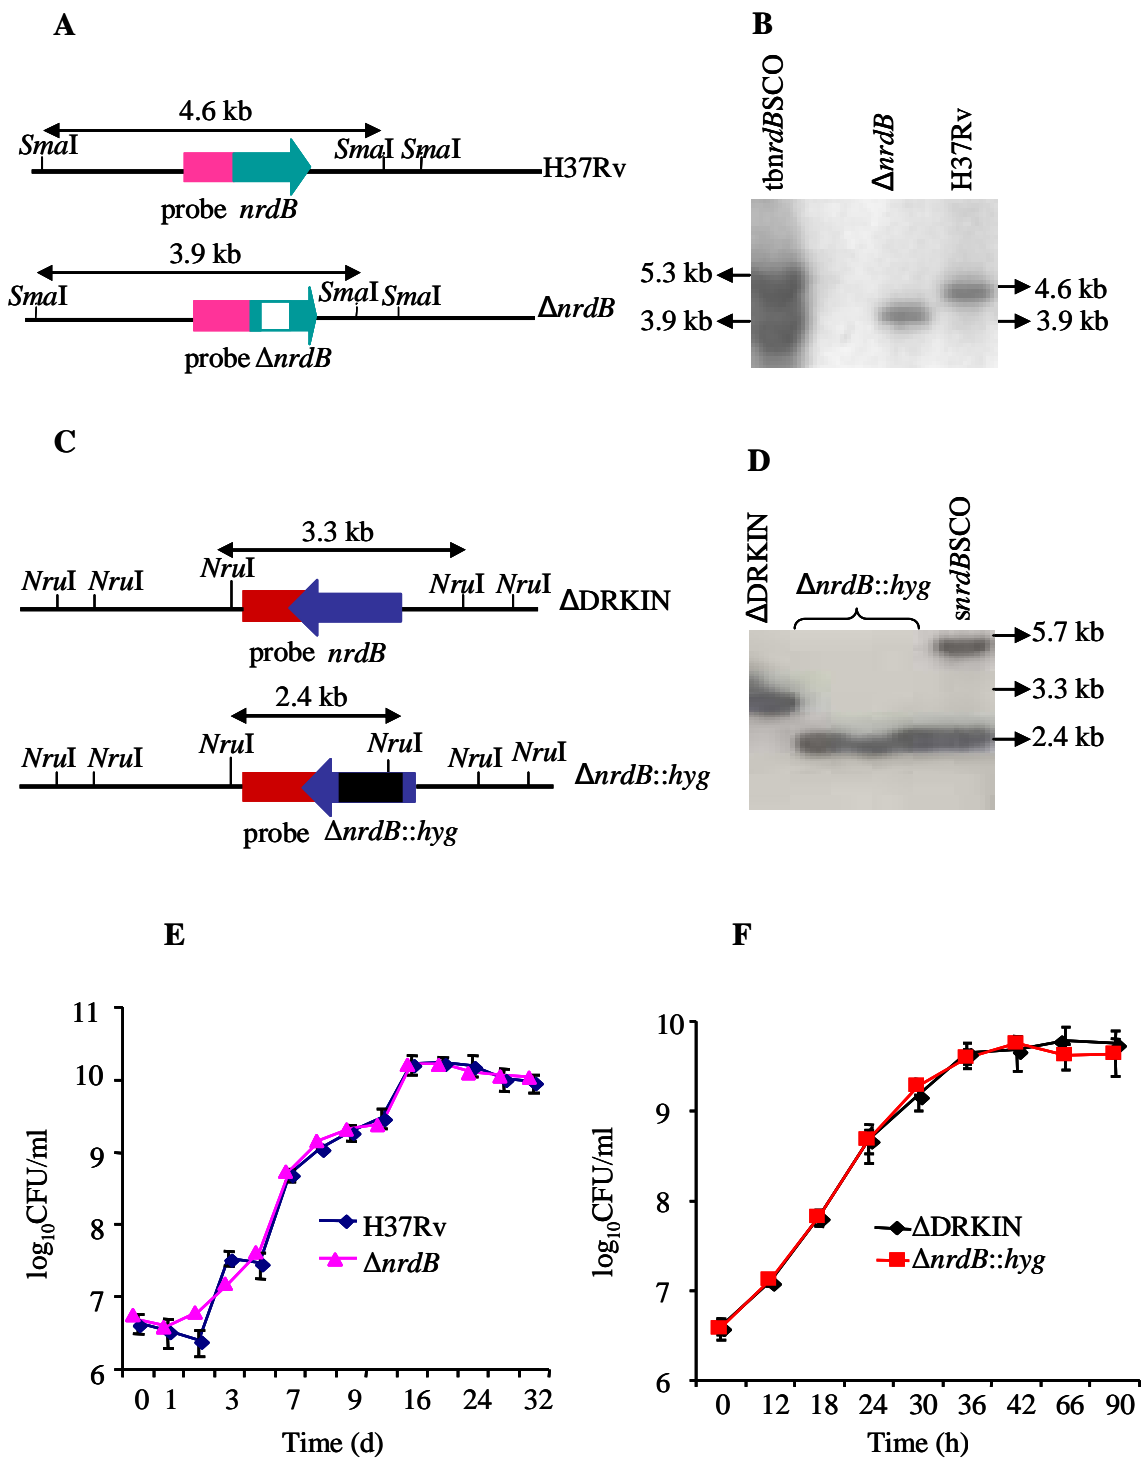 A
4.6 kb
SmaI SmaI SmaI
H37Rv
probe nrdB
3.9 kb
SmaI SmaI SmaI
ΔnrdB
probe ΔnrdB
B
tbnrdBSCO
ΔnrdB
H37Rv
5.3 kb
3.9 kb
4.6 kb
3.9 kb
C
3.3 kb
NruI NruI NruI NruI NruI
ΔDRKIN
probe nrdB
2.4 kb
NruI NruI NruI NruI NruI NruI
ΔnrdB::hyg
probe ΔnrdB::hyg
D
ΔDRKIN
ΔnrdB::hyg
snrdBSCO
5.7 kb
3.3 kb
2.4 kb
E
11
10
9
8
7
6
log10CFU/ml
H37Rv
ΔnrdB
0 1 3 7 9 16 24 32
Time (d)
F
10
9
8
7
6
log10CFU/ml
ΔDRKIN
ΔnrdB::hyg
0 12 18 24 30 36 42 66 90
Time (h)